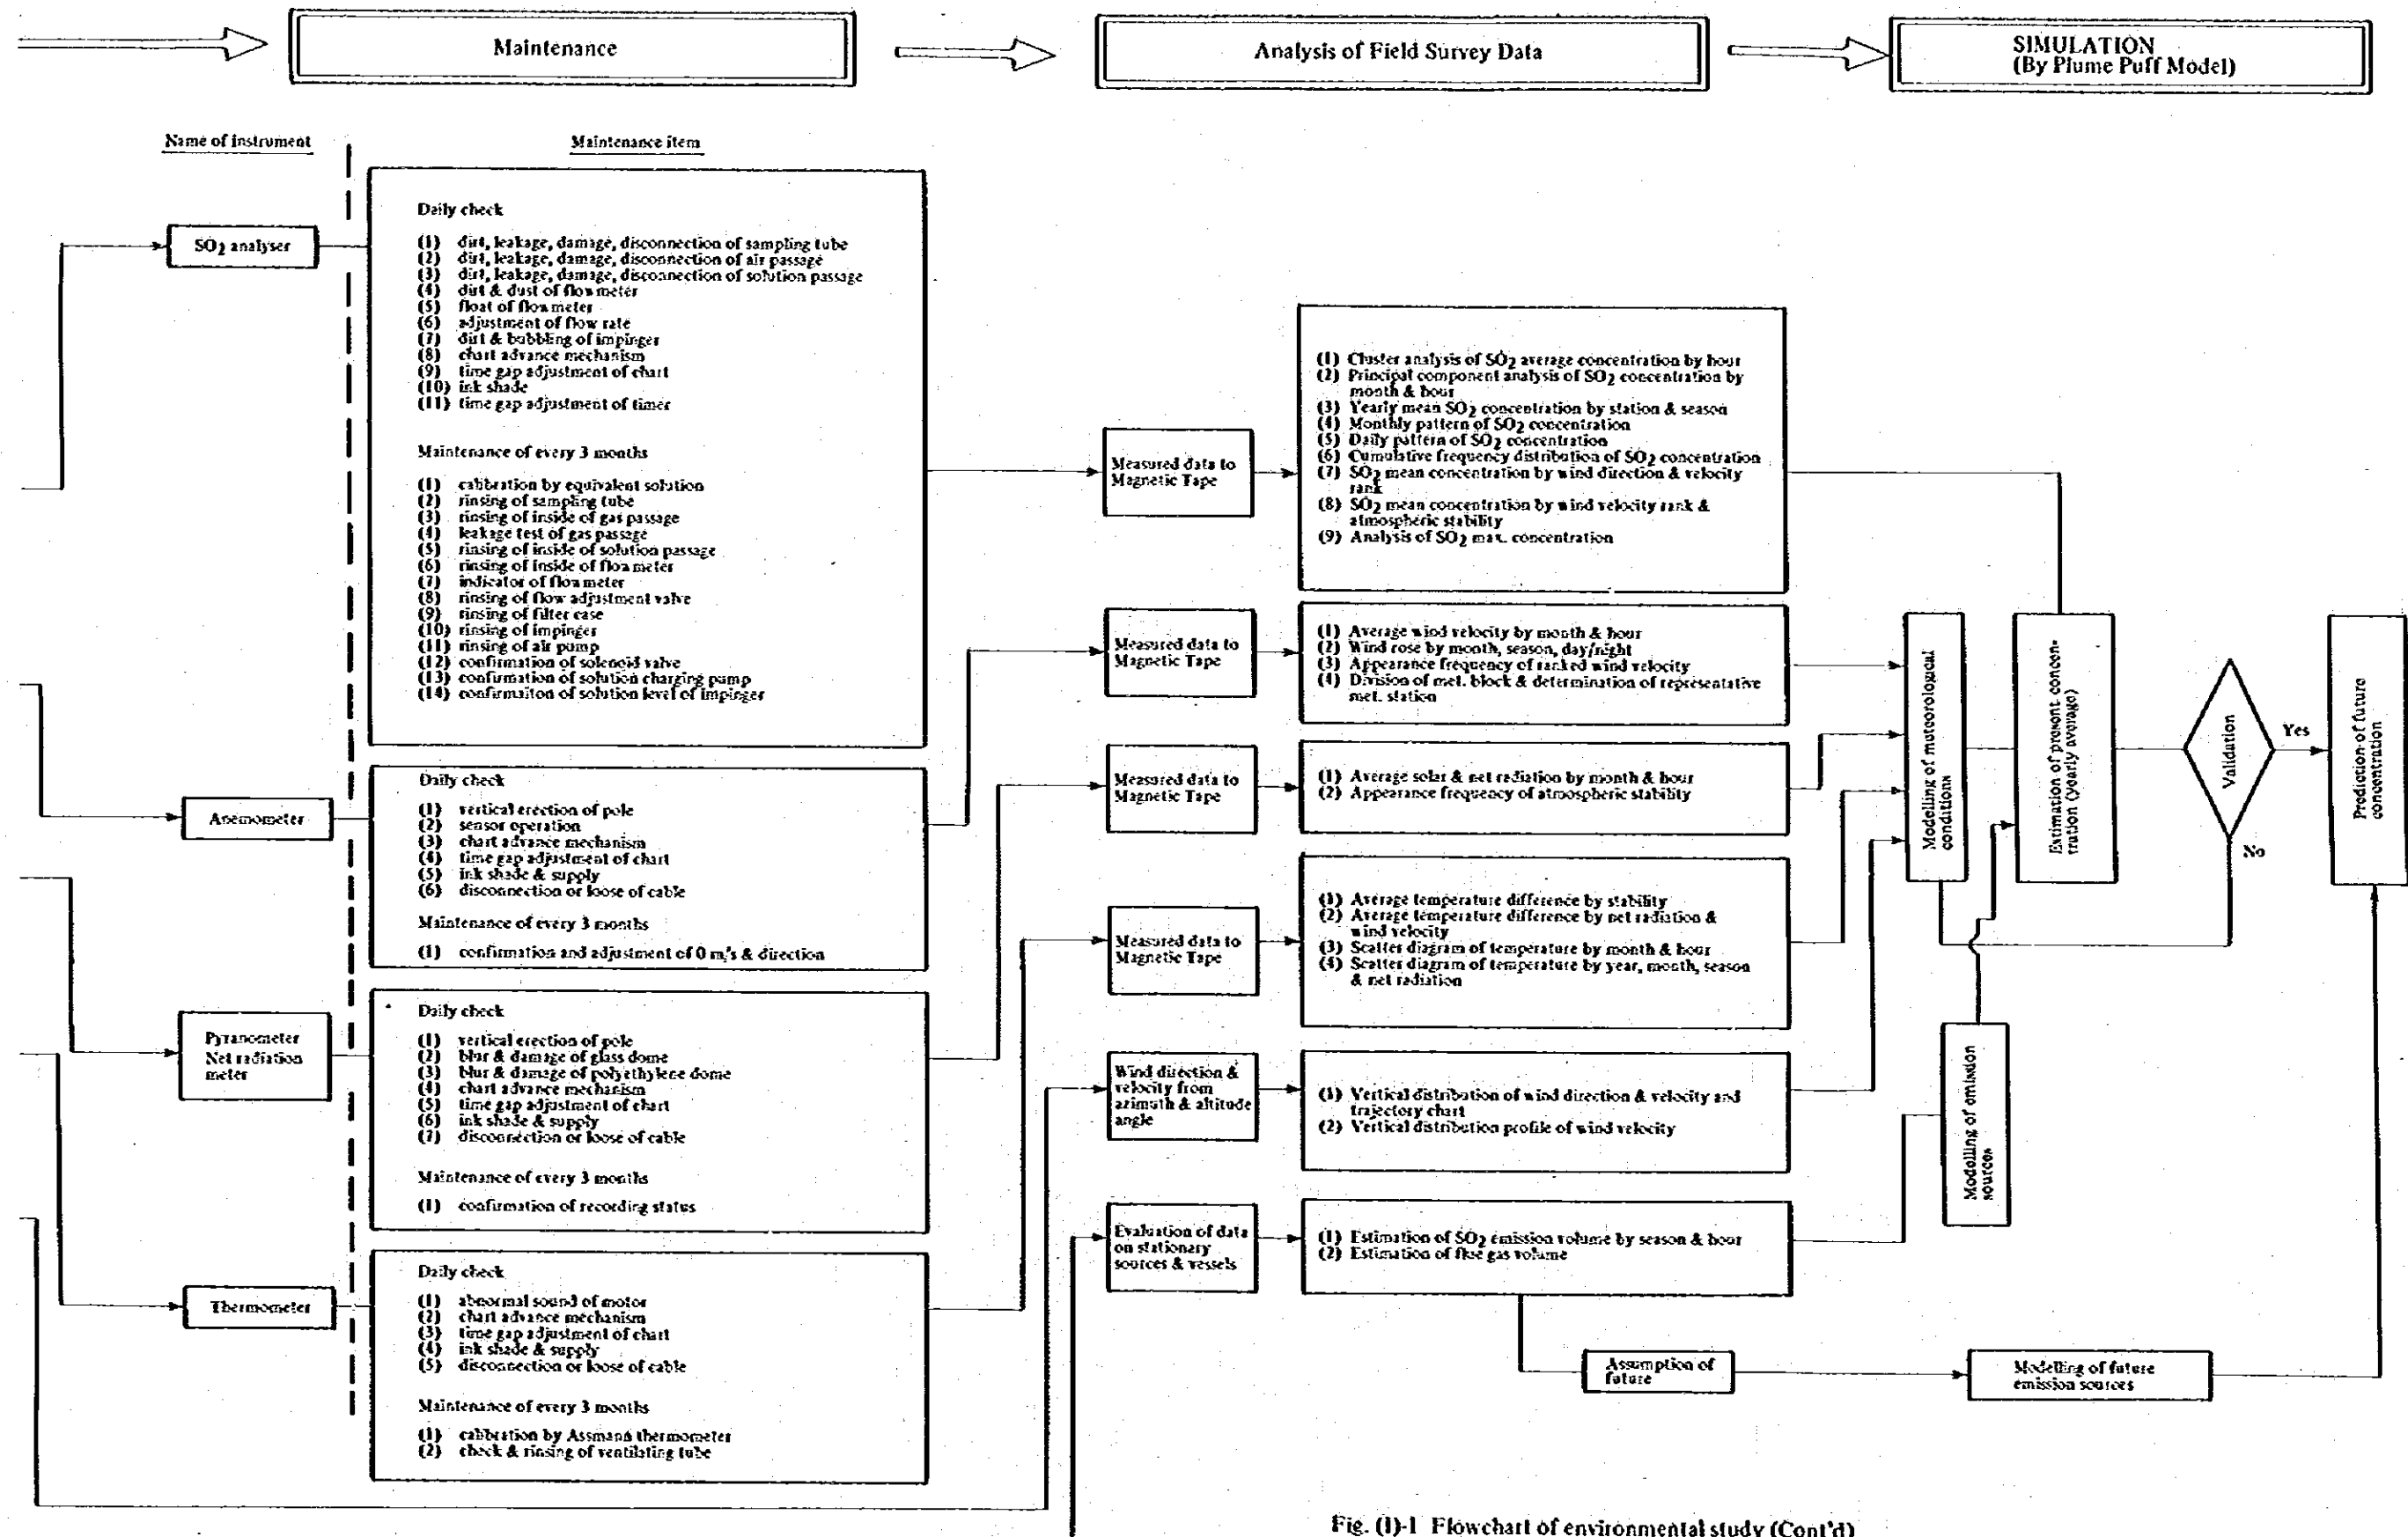 Maintenance
Analysis of Field Survey Data
SIMULATION
(By Plume Puff Model)
Name of instrument
Maintenance item
SO2 analyser
Daily check
(1) dirt, leakage, damage, disconnection of sampling tube
(2) dirt, leakage, damage, disconnection of air passage
(3) dirt, leakage, damage, disconnection of solution passage
(4) dirt & dust of flow meter
(5) float of flow meter
(6) adjustment of flow rate
(7) dirt & bubbling of impinger
(8) chart advance mechanism
(9) time gap adjustment of chart
(10) ink shade
(11) time gap adjustment of timer
Maintenance of every 3 months
(1) calibration by equivalent solution
(2) rinsing of sampling tube
(3) rinsing of inside of gas passage
(4) leakage test of gas passage
(5) rinsing of inside of solution passage
(6) rinsing of inside of flow meter
(7) indicator of flow meter
(8) rinsing of flow adjustment valve
(9) rinsing of filter case
(10) rinsing of impinger
(11) rinsing of air pump
(12) confirmation of solenoid valve
(13) confirmation of solution charging pump
(14) confirmaiton of solution level of impinger
Anemometer
Daily check
(1) vertical erection of pole
(2) sensor operation
(3) chart advance mechanism
(4) time gap adjustment of chart
(5) ink shade & supply
(6) disconnection or loose of cable
Maintenance of every 3 months
(1) confirmation and adjustment of 0 m/s & direction
Pyranometer
Net radiation
meter
Daily check
(1) vertical erection of pole
(2) blur & damage of glass dome
(3) blur & damage of polyethylene dome
(4) chart advance mechanism
(5) time gap adjustment of chart
(6) ink shade & supply
(7) disconnection or loose of cable
Maintenance of every 3 months
(1) confirmation of recording status
Thermometer
Daily check
(1) abnormal sound of motor
(2) chart advance mechanism
(3) time gap adjustment of chart
(4) ink shade & supply
(5) disconnection or loose of cable
Maintenance of every 3 months
(1) calibration by Assmann thermometer
(2) check & rinsing of ventilating tube
Measured data to
Magnetic Tape
(1) Cluster analysis of SO2 average concentration by hour
(2) Principal component analysis of SO2 concentration by
month & hour
(3) Yearly mean SO2 concentration by station & season
(4) Monthly pattern of SO2 concentration
(5) Daily pattern of SO2 concentration
(6) Cumulative frequency distribution of SO2 concentration
(7) SO2 mean concentration by wind direction & velocity
rank
(8) SO2 mean concentration by wind velocity rank &
atmospheric stability
(9) Analysis of SO2 max. concentration
Measured data to
Magnetic Tape
(1) Average wind velocity by month & hour
(2) Wind rose by month, season, day/night
(3) Appearance frequency of ranked wind velocity
(4) Division of met. block & determination of representative
met. station
Measured data to
Magnetic Tape
(1) Average solar & net radiation by month & hour
(2) Appearance frequency of atmospheric stability
Measured data to
Magnetic Tape
(1) Average temperature difference by stability
(2) Average temperature difference by net radiation &
wind velocity
(3) Scatter diagram of temperature by month & hour
(4) Scatter diagram of temperature by year, month, season
& net radiation
Wind direction &
velocity from
azimuth & altitude
angle
(1) Vertical distribution of wind direction & velocity and
trajectory chart
(2) Vertical distribution profile of wind velocity
Evaluation of data
on stationary
sources & vessels
(1) Estimation of SO2 emission volume by season & hour
(2) Estimation of flue gas volume
Assumption of
future
Modelling of future
emission sources
Modelling of meteorological
conditions
Estimation of present concen-
tration (yearly average)
Modelling of emission
sources
Validation
Yes
No
Prediction of future
concentration
Fig. (1)-1 Flowchart of environmental study (Cont'd)